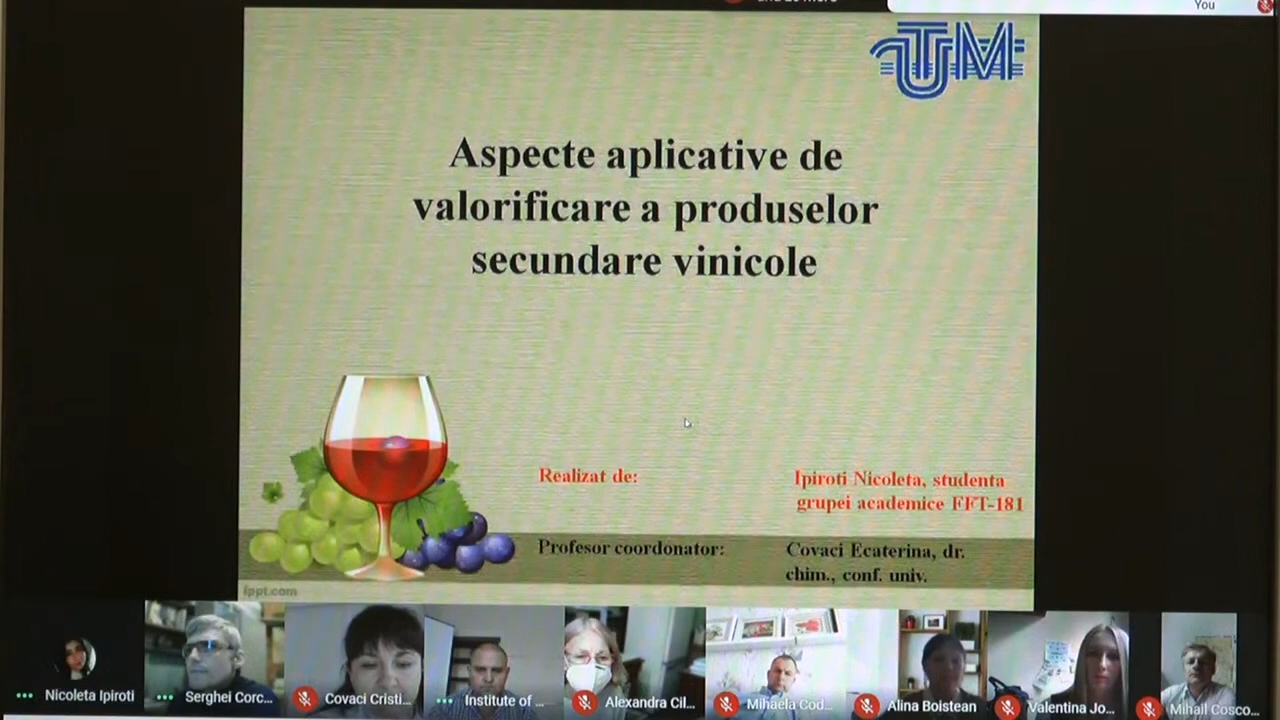 You
UTM
Aspecte aplicative de
valorificare a produselor
secundare vinicole
Realizat de:
Ipiroti Nicoleta, studenta
grupei academice FFT-181
Profesor coordonator:
Covaci Ecaterina, dr.
chim., conf. univ.
fppt.com
Nicoleta Ipiroti
Serghei Corc...
Covaci Cristi...
Institute of ...
Alexandra Cil...
Mihaela Cod...
Alina Boistean
Valentina Jo...
Mihail Cosco...